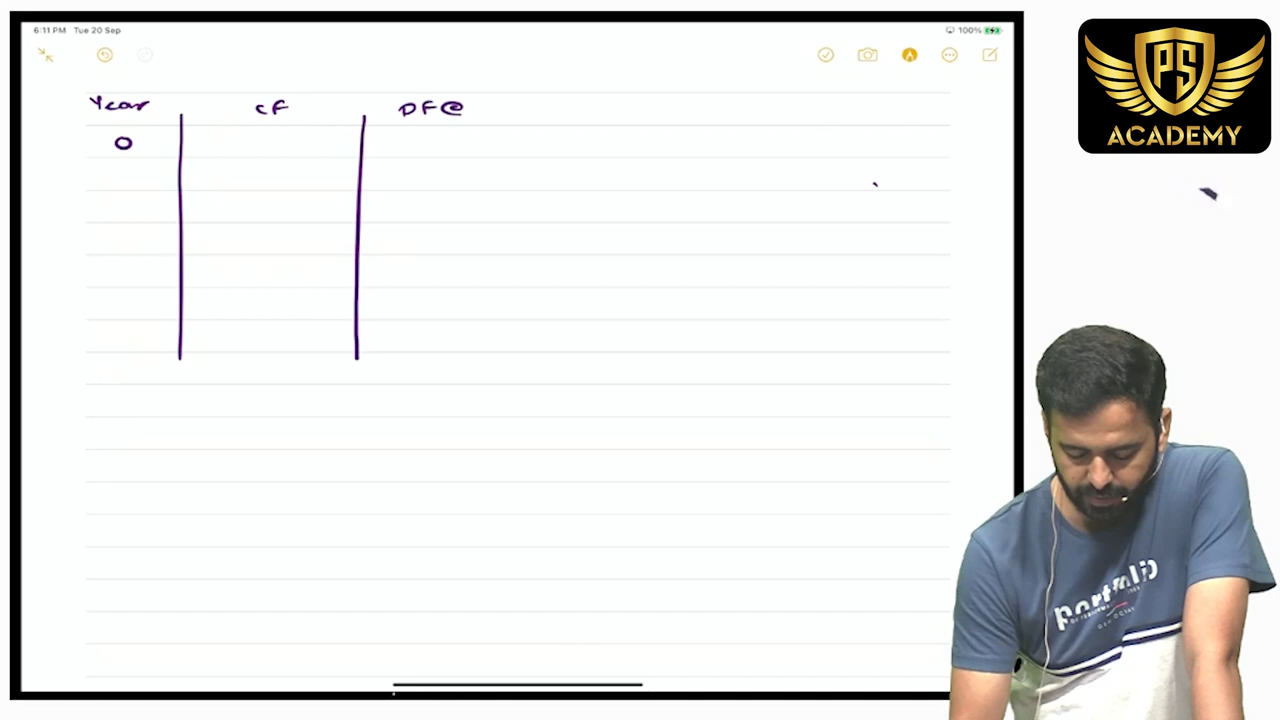 6:11 PM Tue 20 Sep
100%
PS
ACADEMY
Year CF DF@
0
portfolio